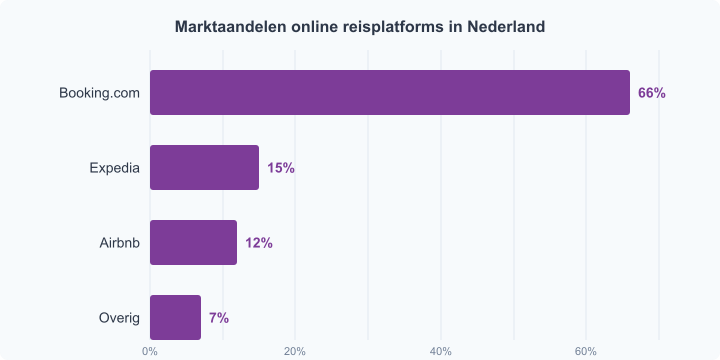 Marktaandelen online reisplatforms in Nederland
Booking.com 66%
Expedia 15%
Airbnb 12%
Overig 7%
0% 20% 40% 60%